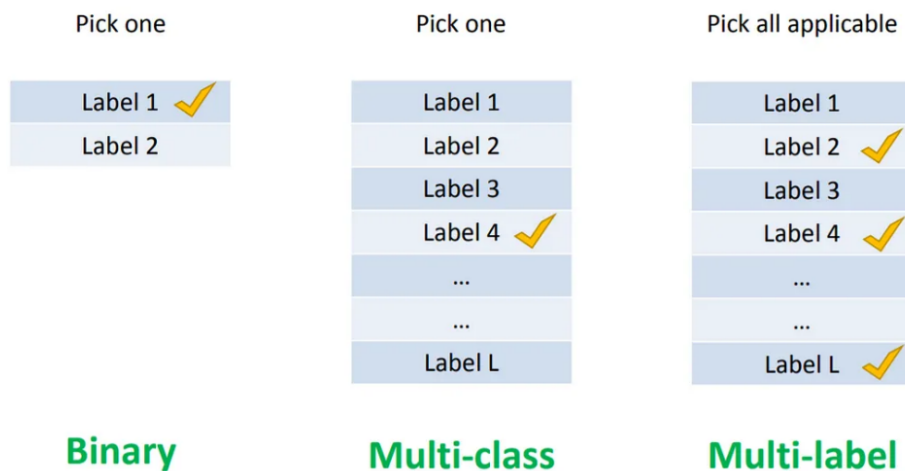 Pick one
Label 1
Label 2
Binary
Pick one
Label 1
Label 2
Label 3
Label 4
...
...
Label L
Multi-class
Pick all applicable
Label 1
Label 2
Label 3
Label 4
...
...
Label L
Multi-label